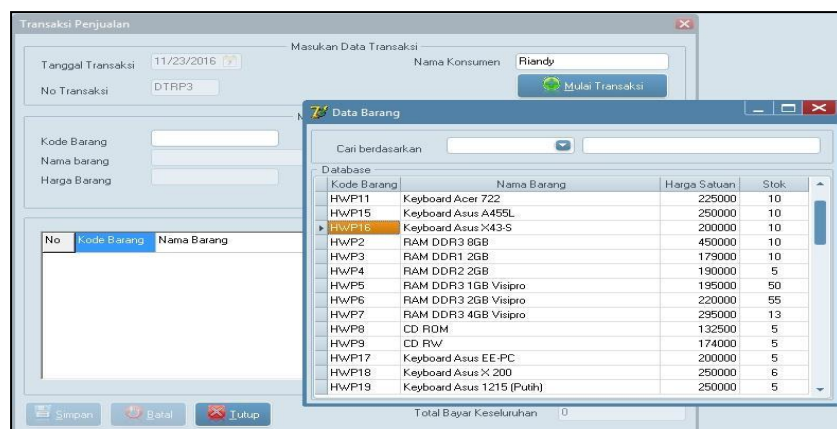 Transaksi Penjualan
Masukan Data Transaksi
Tanggal Transaksi 11/23/2016 Nama Konsumen Riandy
No Transaksi DTRP3 Mulai Transaksi
Kode Barang
Nama barang
Harga Barang
No Kode Barang Nama Barang
Simpan Batal Tutup
Total Bayar Keseluruhan 0
Data Barang
Cari berdasarkan
Database
Kode Barang Nama Barang Harga Satuan Stok
HWP11 Keyboard Acer 722 225000 10
HWP15 Keyboard Asus A455L 250000 10
HWP16 Keyboard Asus X43-S 200000 10
HWP2 RAM DDR3 8GB 450000 10
HWP3 RAM DDR1 2GB 179000 10
HWP4 RAM DDR2 2GB 190000 5
HWP5 RAM DDR3 1GB Visipro 195000 50
HWP6 RAM DDR3 2GB Visipro 220000 55
HWP7 RAM DDR3 4GB Visipro 295000 13
HWP8 CD ROM 132500 5
HWP9 CD RW 174000 5
HWP17 Keyboard Asus EE-PC 200000 5
HWP18 Keyboard Asus X 200 250000 6
HWP19 Keyboard Asus 1215 (Putih) 250000 5